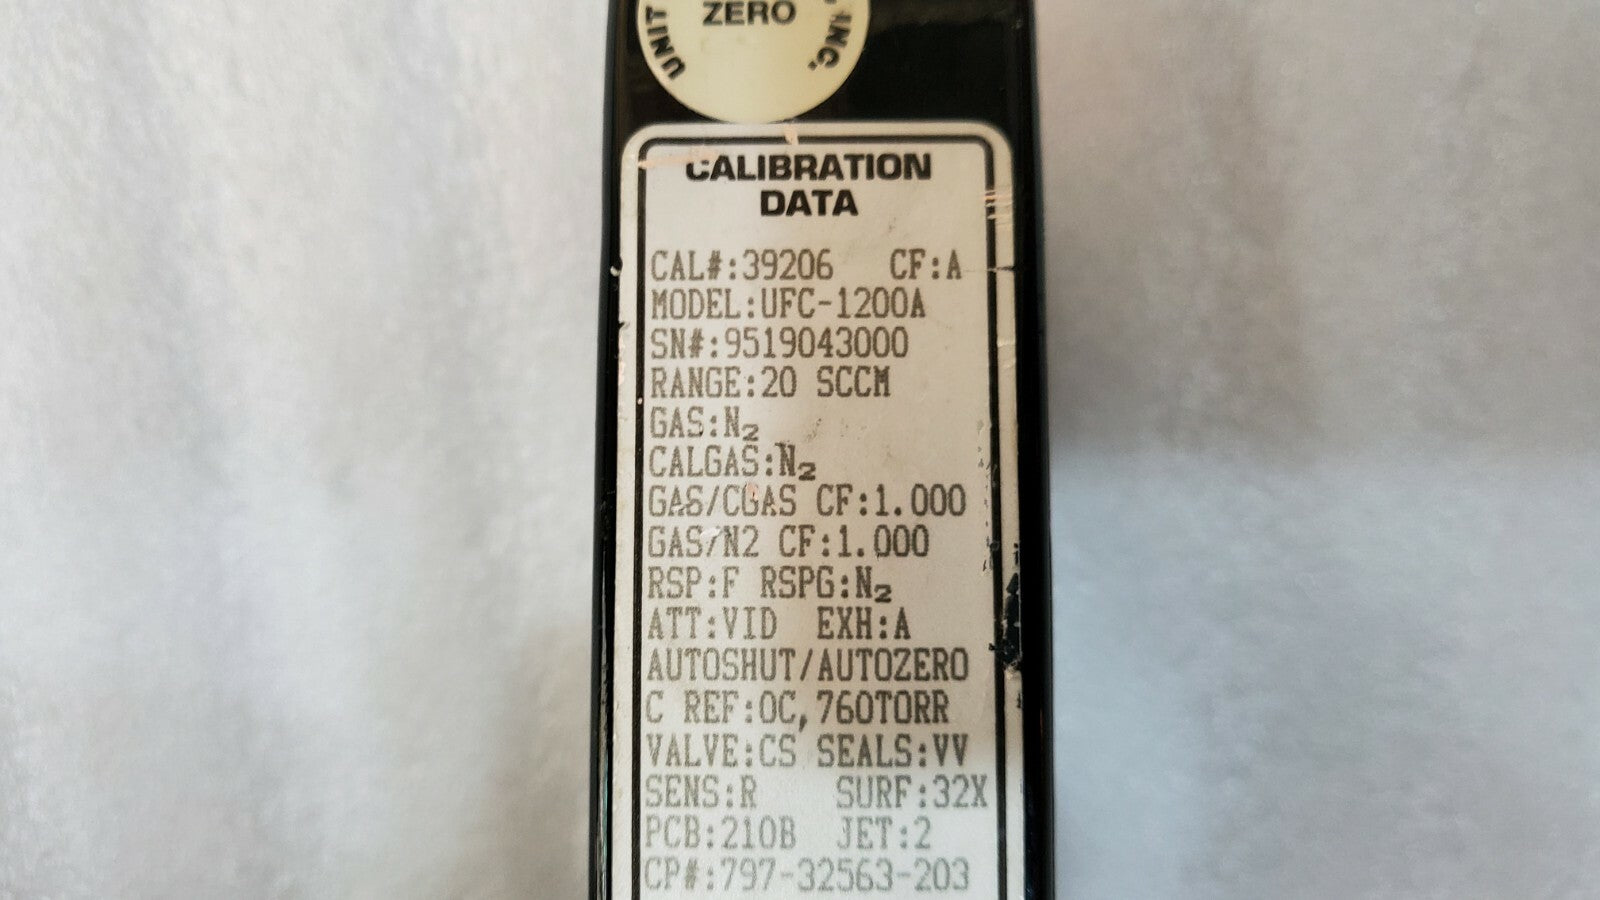 ZERO
UNIT
, INC.
CALIBRATION
DATA
CAL#:39206 CF:A
MODEL:UFC-1200A
SN#:9519043000
RANGE:20 SCCM
GAS:N₂
CALGAS:N₂
GAS/CGAS CF:1.000
GAS/N2 CF:1.000
RSP:F RSPG:N₂
ATT:VID EXH:A
AUTOSHUT/AUTOZERO
C REF:0C,760TORR
VALVE:CS SEALS:VV
SENS:R SURF:32X
PCB:210B JET:2
CP#:797-32563-203